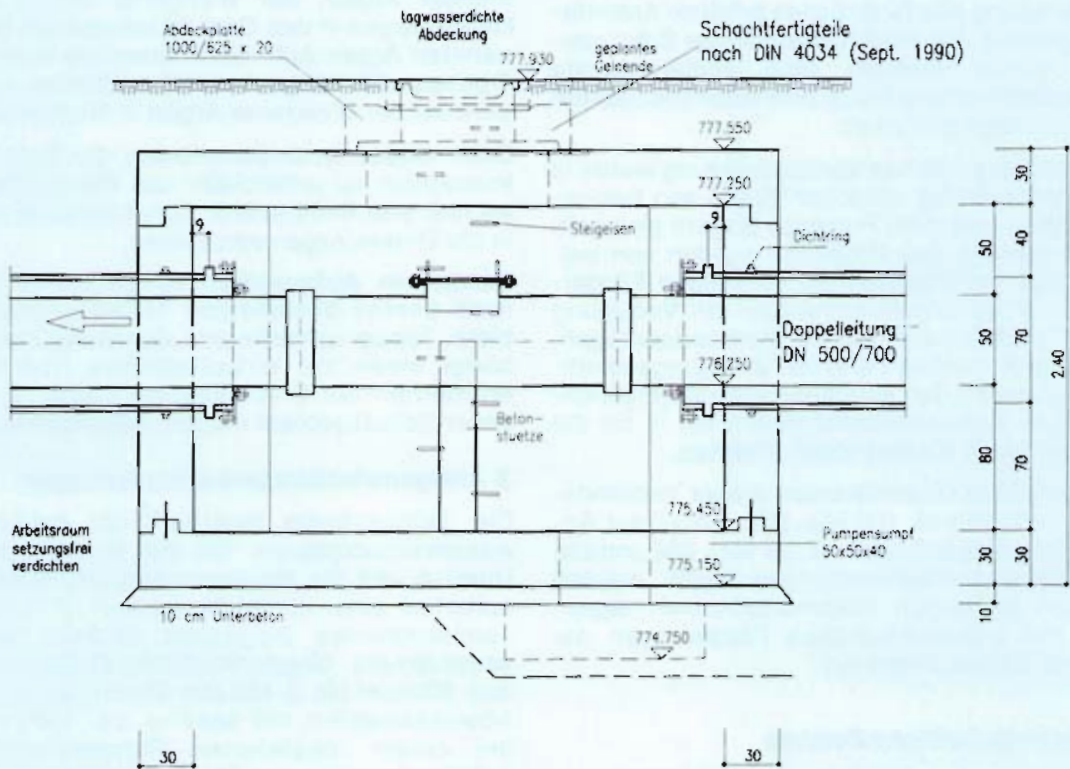 Abdeckplatte
1000/625 x 20
tagwasserdichte
Abdeckung
777.930
geplantes
Gelnende
Schachtfertigteile
nach DIN 4034 (Sept. 1990)
777.550
30
777.250
9
9
Steigeisen
Dichtring
50
40
Doppelleitung
DN 500/700
50
70
2.40
776.250
Beton-
stuetze
80
70
775.450
Arbeitsraum
setzungsfrei
verdichten
Pumpensumpf
50x50x40
775.150
30
30
10 cm Unterbeton
10
774.750
30
30